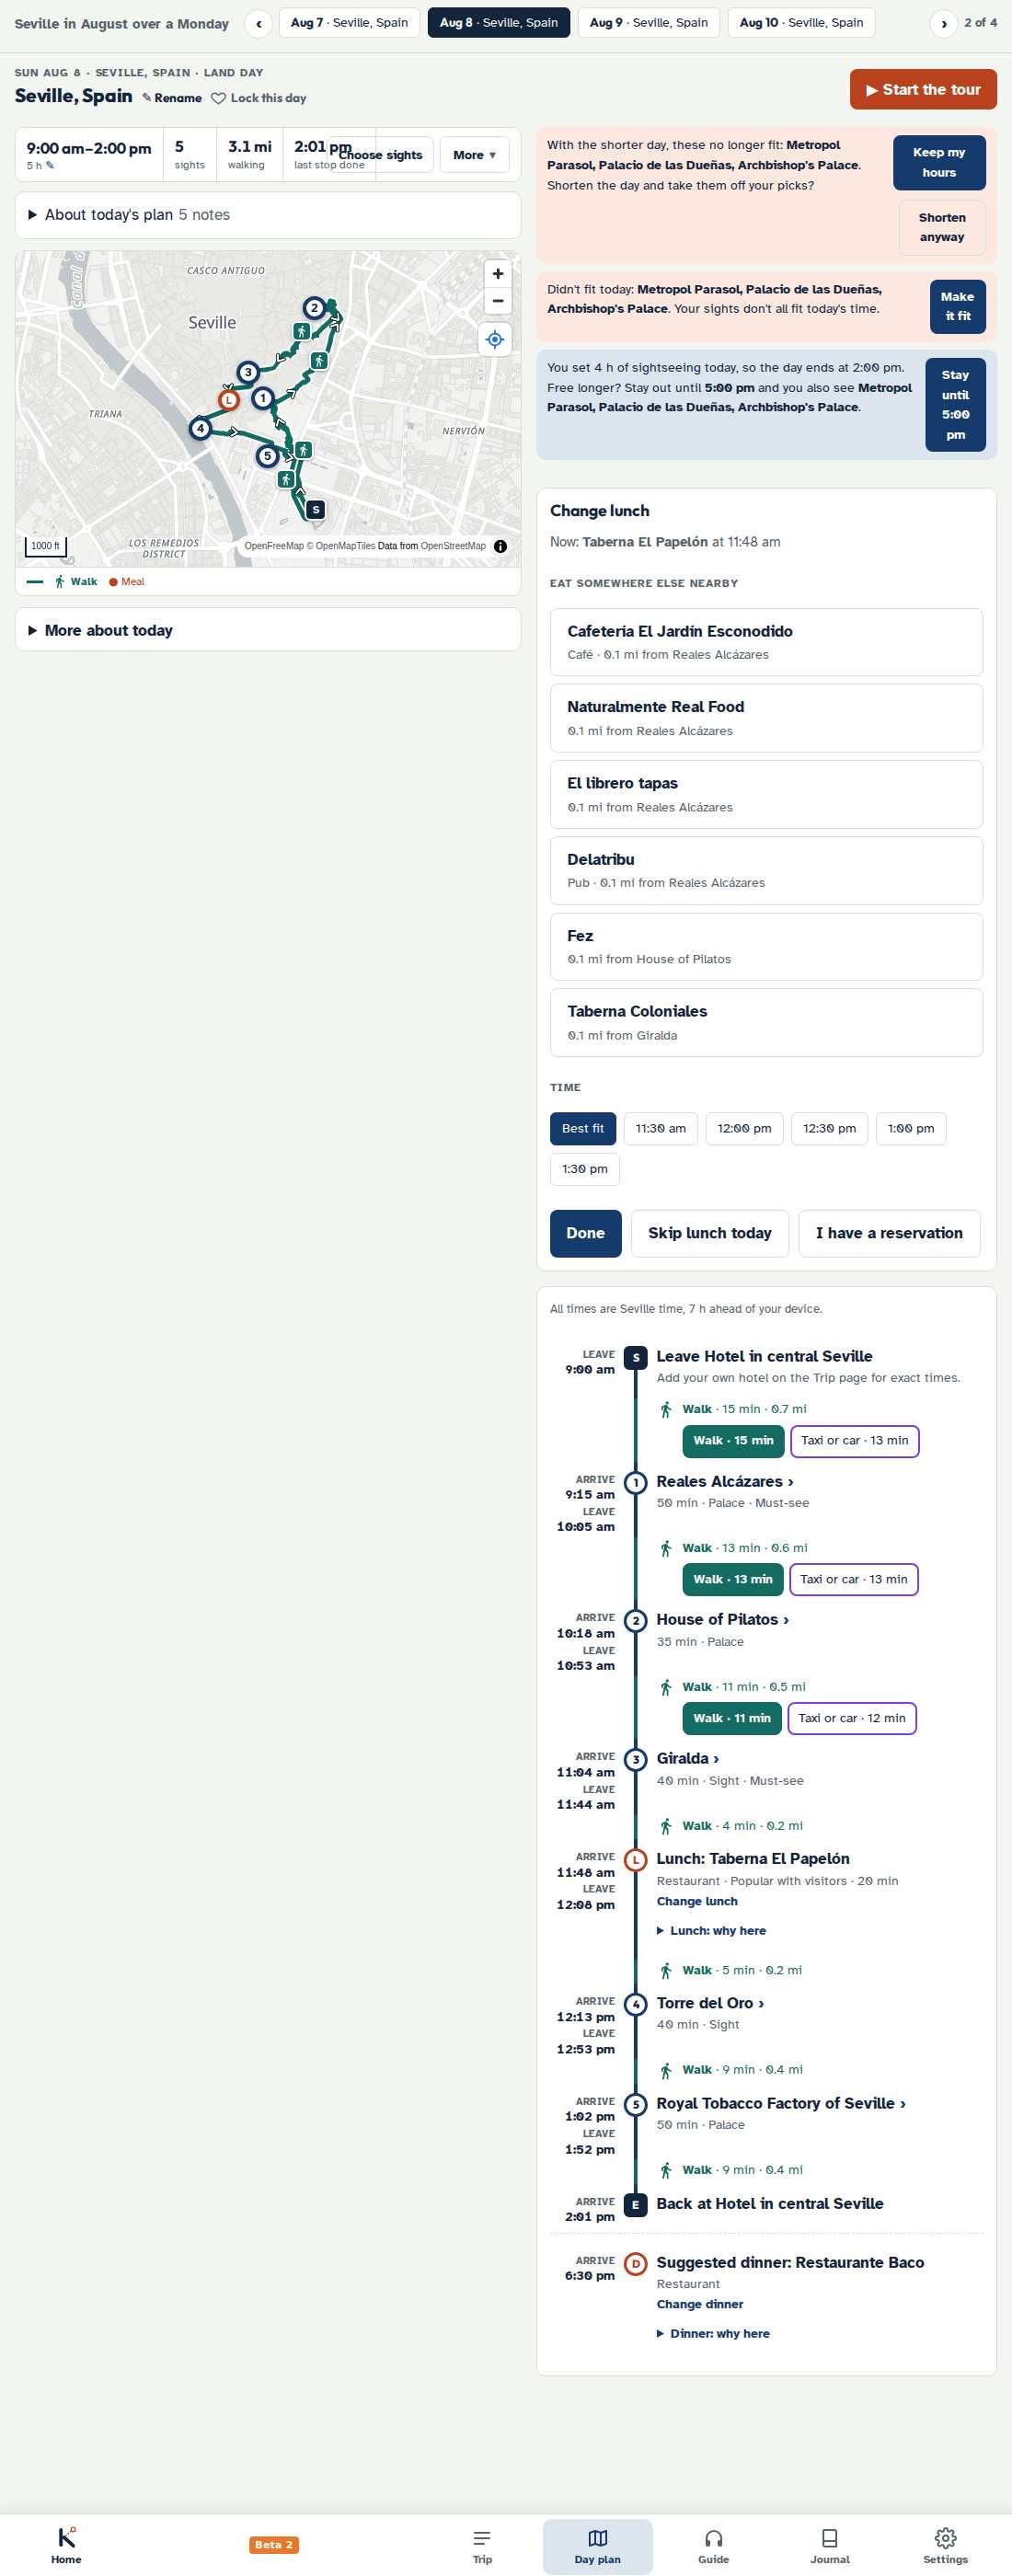 Seville in August over a Monday
‹
Aug 7 · Seville, Spain
Aug 8 · Seville, Spain
Aug 9 · Seville, Spain
Aug 10 · Seville, Spain
›
2 of 4
SUN AUG 8 · SEVILLE, SPAIN · LAND DAY
Seville, Spain
✎ Rename
Lock this day
▶ Start the tour
9:00 am–2:00 pm
5 h ✎
5
sights
3.1 mi
walking
2:01 pm
last stop done
Choose sights
More ▼
▶ About today's plan 5 notes
CASCO ANTIGUO
Seville
TRIANA
NERVIÓN
LOS REMEDIOS
DISTRICT
2
3
L
1
4
5
S
+
−
1000 ft
OpenFreeMap © OpenMapTiles Data from OpenStreetMap
Walk
Meal
▶ More about today
With the shorter day, these no longer fit: Metropol
Parasol, Palacio de las Dueñas, Archbishop's Palace.
Shorten the day and take them off your picks?
Keep my
hours
Shorten
anyway
Didn't fit today: Metropol Parasol, Palacio de las Dueñas,
Archbishop's Palace. Your sights don't all fit today's time.
Make
it fit
You set 4 h of sightseeing today, so the day ends at 2:00 pm.
Free longer? Stay out until 5:00 pm and you also see Metropol
Parasol, Palacio de las Dueñas, Archbishop's Palace.
Stay
until
5:00
pm
Change lunch
Now: Taberna El Papelón at 11:48 am
EAT SOMEWHERE ELSE NEARBY
Cafetería El Jardín Esconodido
Café · 0.1 mi from Reales Alcázares
Naturalmente Real Food
0.1 mi from Reales Alcázares
El librero tapas
0.1 mi from Reales Alcázares
Delatribu
Pub · 0.1 mi from Reales Alcázares
Fez
0.1 mi from House of Pilatos
Taberna Coloniales
0.1 mi from Giralda
TIME
Best fit
11:30 am
12:00 pm
12:30 pm
1:00 pm
1:30 pm
Done
Skip lunch today
I have a reservation
All times are Seville time, 7 h ahead of your device.
LEAVE
9:00 am
S
Leave Hotel in central Seville
Add your own hotel on the Trip page for exact times.
Walk · 15 min · 0.7 mi
Walk · 15 min
Taxi or car · 13 min
ARRIVE
9:15 am
LEAVE
10:05 am
1
Reales Alcázares ›
50 min · Palace · Must-see
Walk · 13 min · 0.6 mi
Walk · 13 min
Taxi or car · 13 min
ARRIVE
10:18 am
LEAVE
10:53 am
2
House of Pilatos ›
35 min · Palace
Walk · 11 min · 0.5 mi
Walk · 11 min
Taxi or car · 12 min
ARRIVE
11:04 am
LEAVE
11:44 am
3
Giralda ›
40 min · Sight · Must-see
Walk · 4 min · 0.2 mi
ARRIVE
11:48 am
LEAVE
12:08 pm
L
Lunch: Taberna El Papelón
Restaurant · Popular with visitors · 20 min
Change lunch
▶ Lunch: why here
Walk · 5 min · 0.2 mi
ARRIVE
12:13 pm
LEAVE
12:53 pm
4
Torre del Oro ›
40 min · Sight
Walk · 9 min · 0.4 mi
ARRIVE
1:02 pm
LEAVE
1:52 pm
5
Royal Tobacco Factory of Seville ›
50 min · Palace
Walk · 9 min · 0.4 mi
ARRIVE
2:01 pm
E
Back at Hotel in central Seville
ARRIVE
6:30 pm
D
Suggested dinner: Restaurante Baco
Restaurant
Change dinner
▶ Dinner: why here
Home
Beta 2
Trip
Day plan
Guide
Journal
Settings